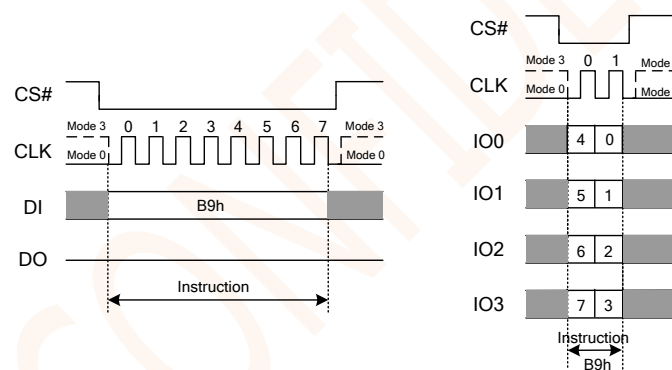 CS#
Mode 3 0 1 2 3 4 5 6 7 Mode 3
CLK
Mode 0 Mode 0
DI B9h
DO
Instruction
CS#
Mode 3 0 1 Mode
CLK
Mode 0 Mode
IO0 4 0
IO1 5 1
IO2 6 2
IO3 7 3
Instruction
B9h